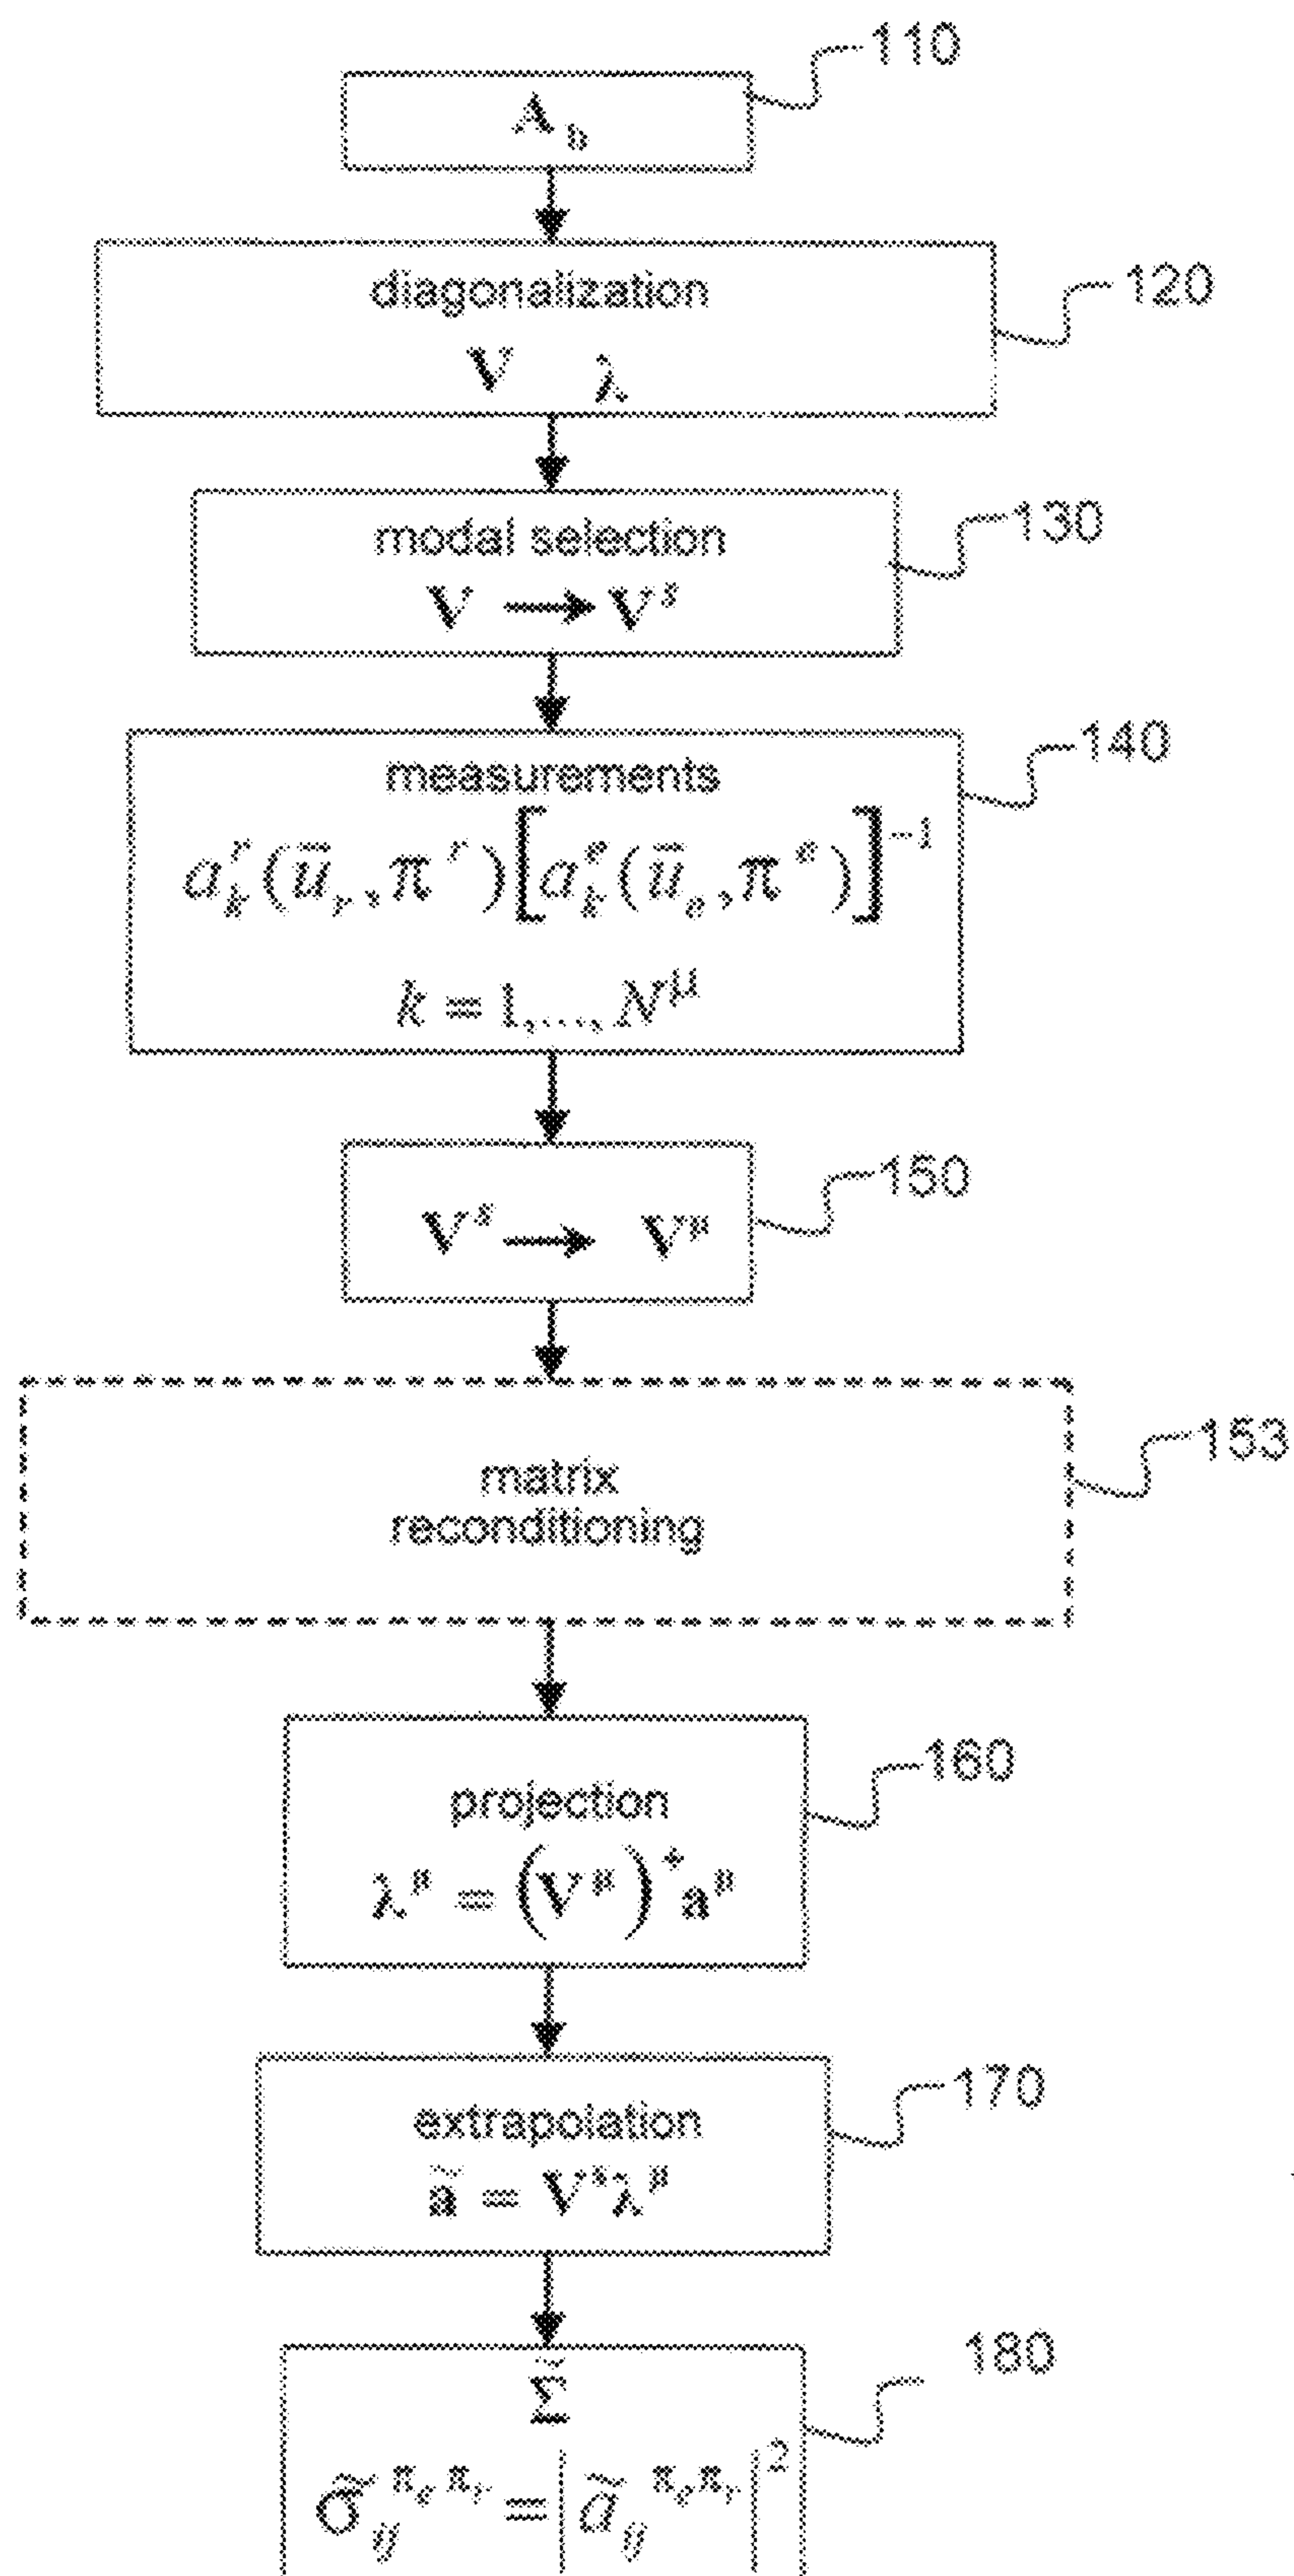 110
A_b
diagonalization
120
V λ
modal selection
130
V → V^s
measurements
140
a_k^r(ū_r, π^r)[a_k^e(ū_e, π^e)]^-1
k = 1,..., N^μ
150
V^s → V^μ
153
matrix
reconditioning
160
projection
λ^μ = (V^μ)^+ a^μ
170
extrapolation
ã = V^s λ^μ
180
Σ̃
σ̃_ij^π_e π_r = |ã_ij^π_e π_r|^2